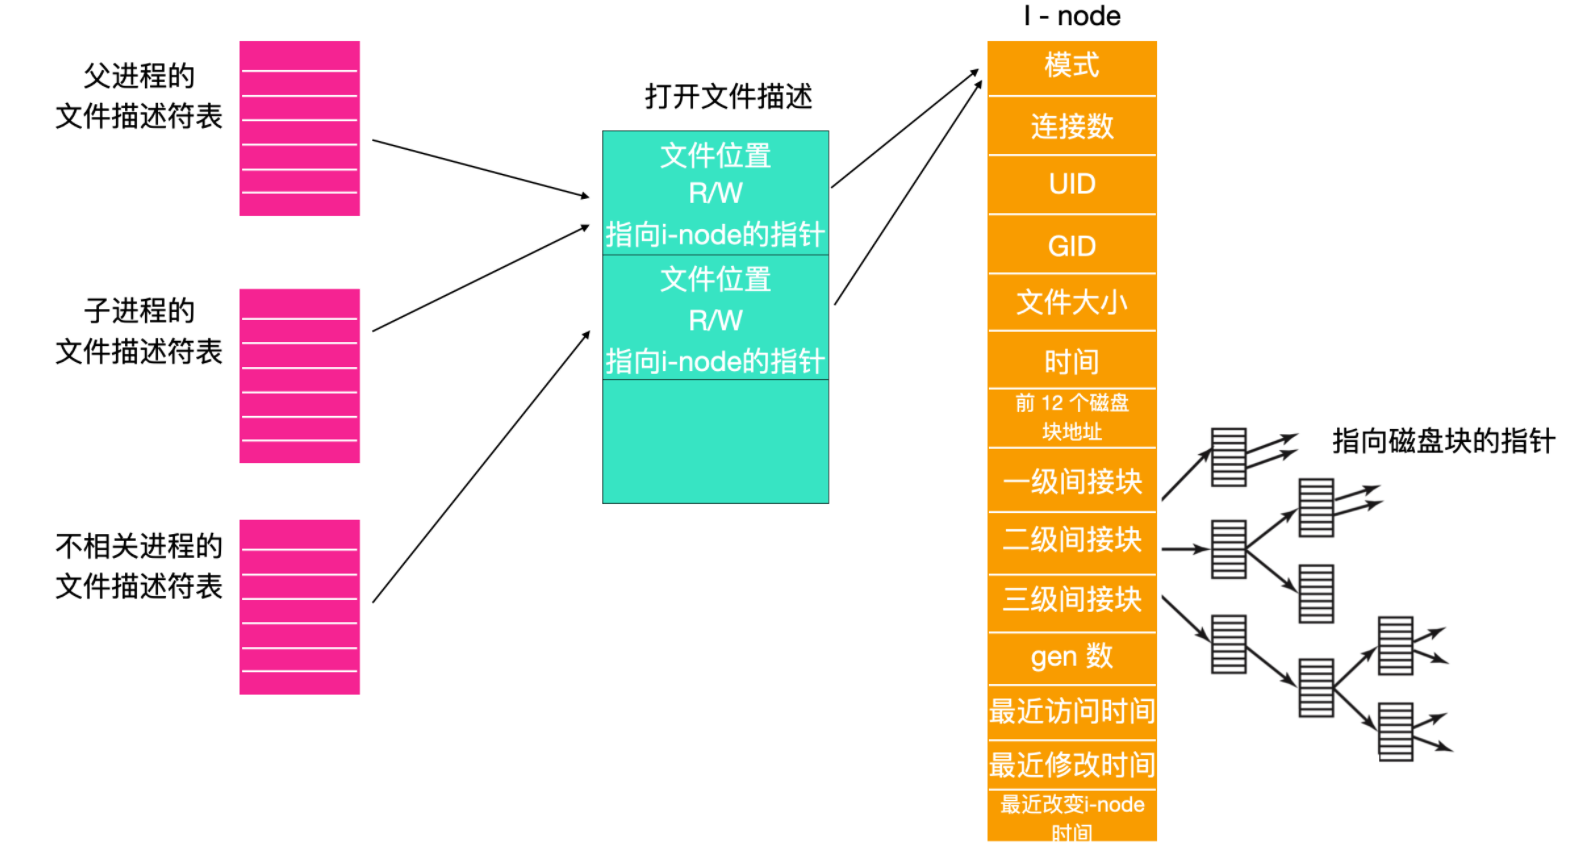 I - node
父进程的
文件描述符表
子进程的
文件描述符表
不相关进程的
文件描述符表
打开文件描述
文件位置
R/W
指向i-node的指针
文件位置
R/W
指向i-node的指针
模式
连接数
UID
GID
文件大小
时间
前 12 个磁盘
块地址
一级间接块
二级间接块
三级间接块
gen 数
最近访问时间
最近修改时间
最近改变i-node
时间
指向磁盘块的指针